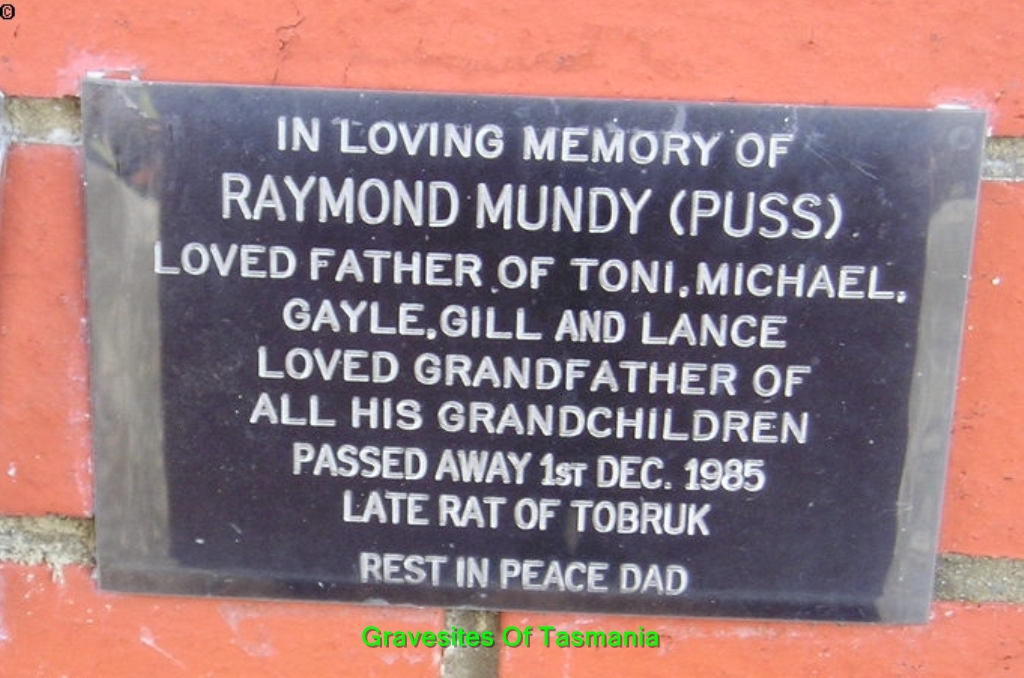 ©
IN LOVING MEMORY OF
RAYMOND MUNDY (PUSS)
LOVED FATHER OF TONI, MICHAEL,
GAYLE, GILL AND LANCE
LOVED GRANDFATHER OF
ALL HIS GRANDCHILDREN
PASSED AWAY 1ST DEC. 1985
LATE RAT OF TOBRUK
REST IN PEACE DAD
Gravesites Of Tasmania